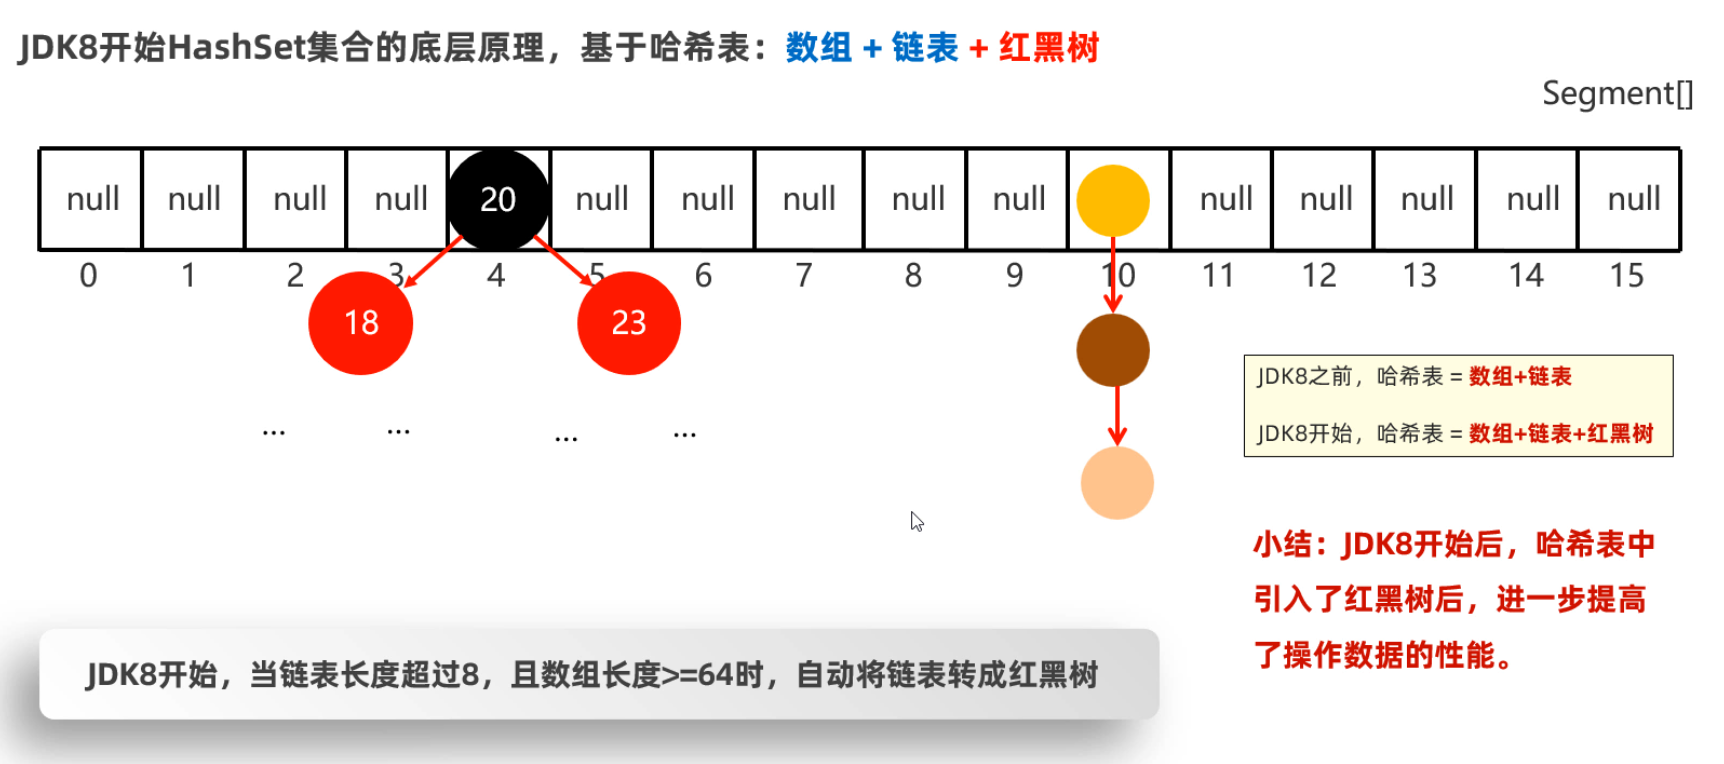 JDK8开始HashSet集合的底层原理，基于哈希表：数组 + 链表 + 红黑树
Segment[]
null null null null 20 null null null null null null null null null null
0 1 2 3 4 5 6 7 8 9 10 11 12 13 14 15
18 23
... ... ... ...
JDK8之前，哈希表 = 数组+链表
JDK8开始，哈希表 = 数组+链表+红黑树
小结：JDK8开始后，哈希表中
引入了红黑树后，进一步提高
了操作数据的性能。
JDK8开始，当链表长度超过8，且数组长度>=64时，自动将链表转成红黑树